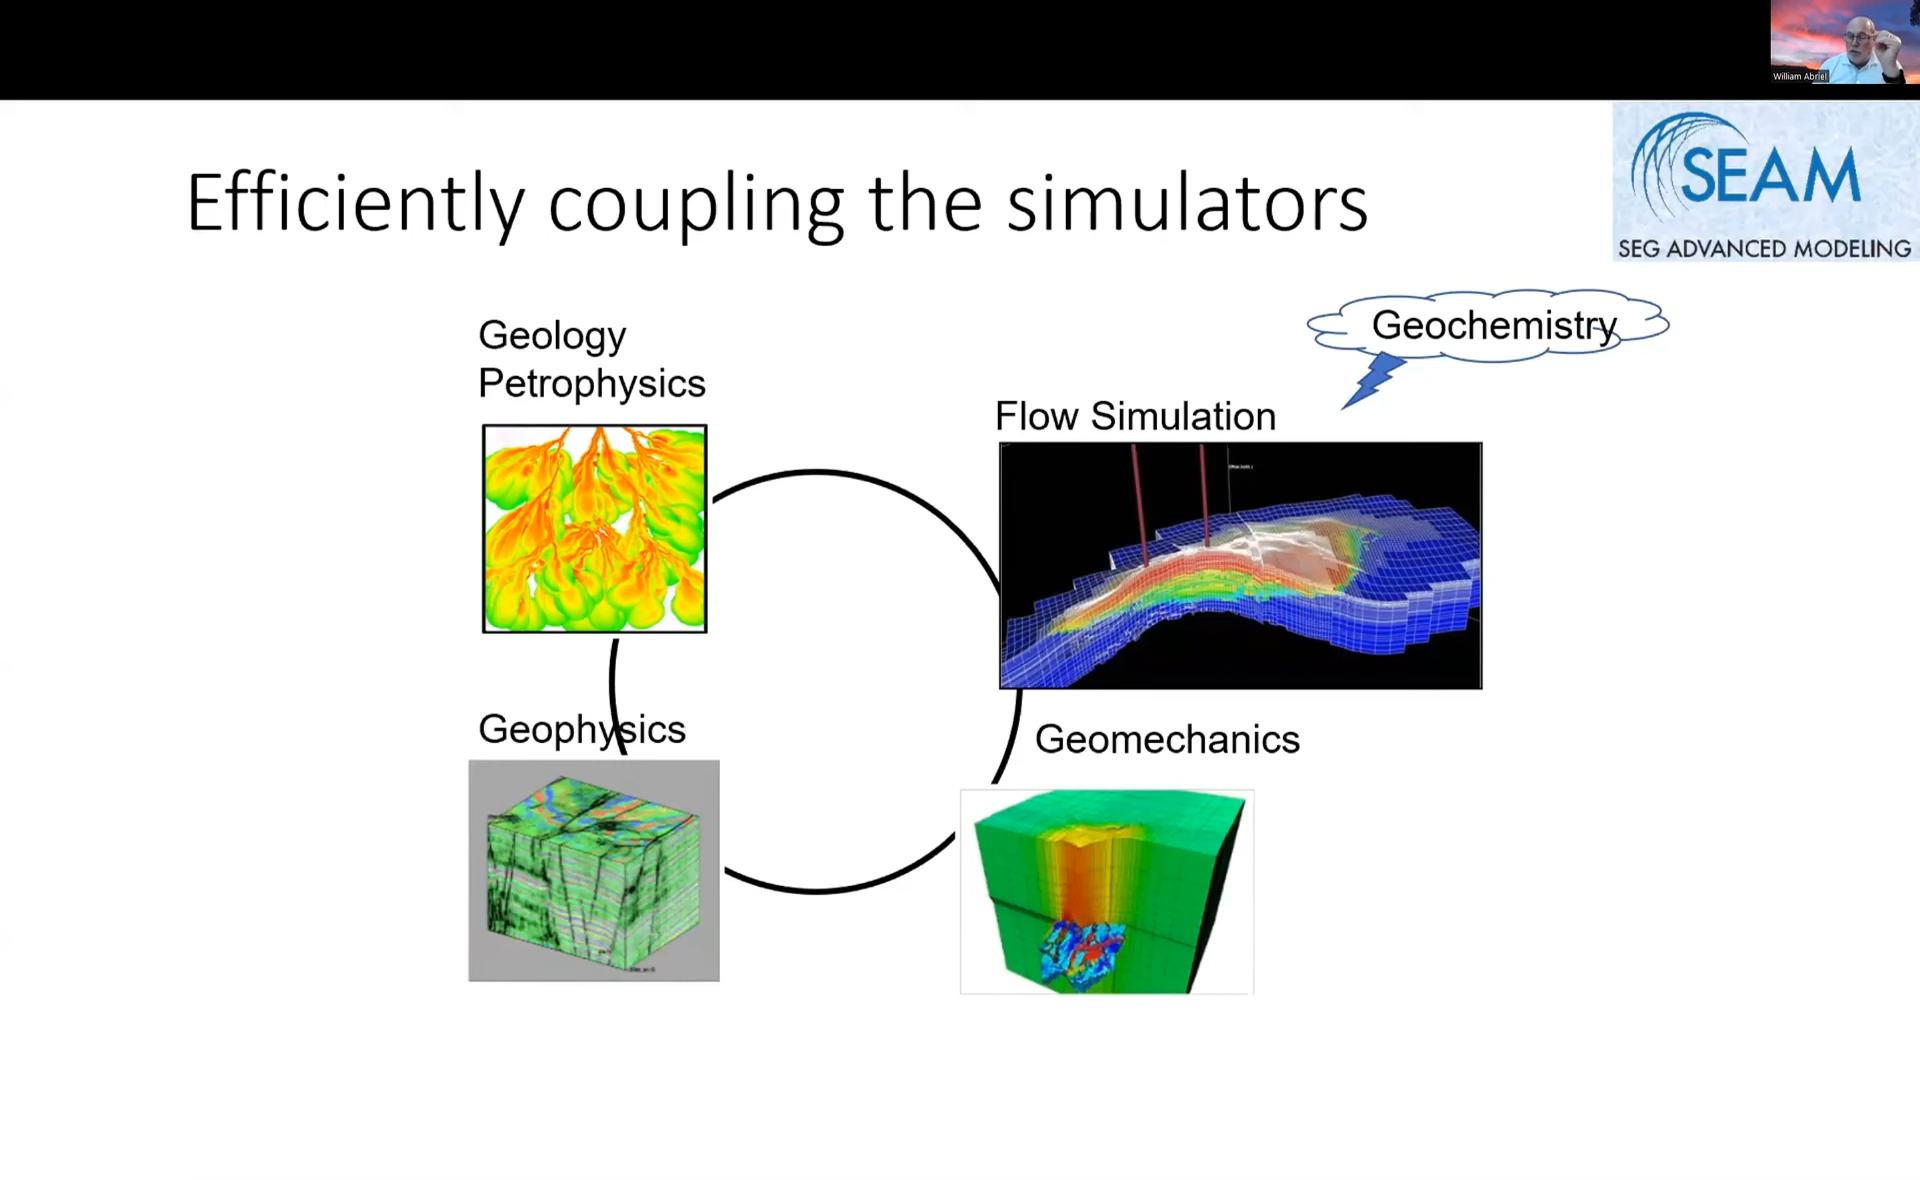 William Abriel
SEAM
SEG ADVANCED MODELING
Efficiently coupling the simulators
Geochemistry
Geology
Petrophysics
Flow Simulation
Geophysics
Geomechanics